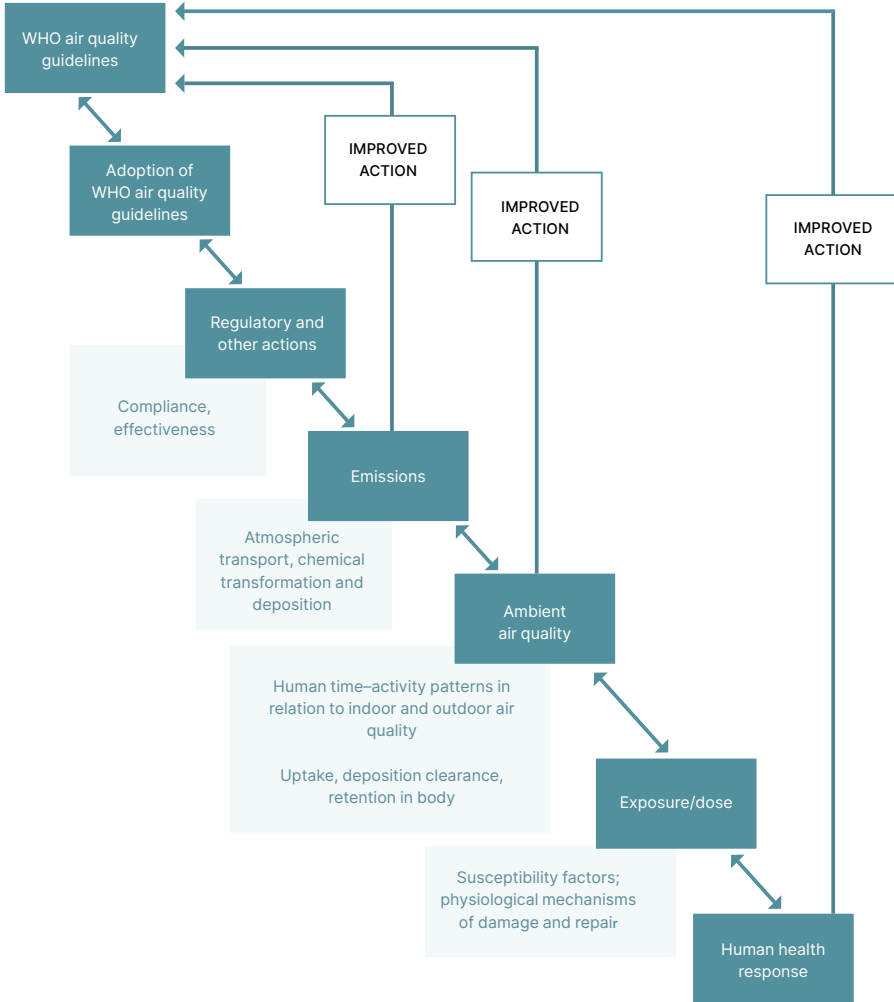 WHO air quality
guidelines
IMPROVED
ACTION
Adoption of
WHO air quality
guidelines
IMPROVED
ACTION
IMPROVED
ACTION
Regulatory and
other actions
Compliance,
effectiveness
Emissions
Atmospheric
transport, chemical
transformation and
deposition
Ambient
air quality
Human time–activity patterns in
relation to indoor and outdoor air
quality
Uptake, deposition clearance,
retention in body
Exposure/dose
Susceptibility factors;
physiological mechanisms
of damage and repair
Human health
response